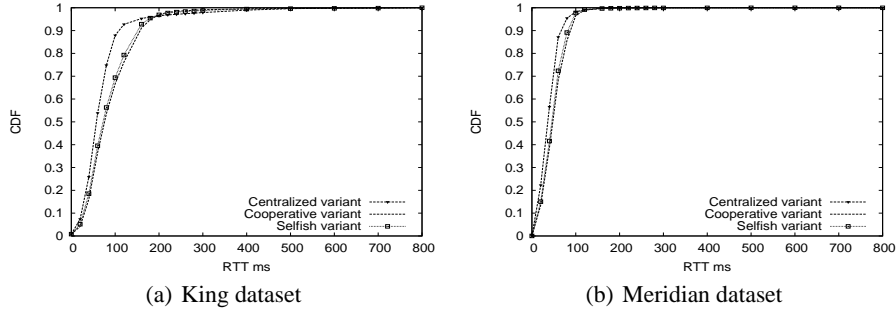 1
0.9
0.8
0.7
0.6
0.5
0.4
0.3
0.2
0.1
0
CDF
Centralized variant
Cooperative variant
Selfish variant
0 100 200 300 400 500 600 700 800
RTT ms
(a) King dataset
1
0.9
0.8
0.7
0.6
0.5
0.4
0.3
0.2
0.1
0
CDF
Centralized variant
Cooperative variant
Selfish variant
0 100 200 300 400 500 600 700 800
RTT ms
(b) Meridian dataset